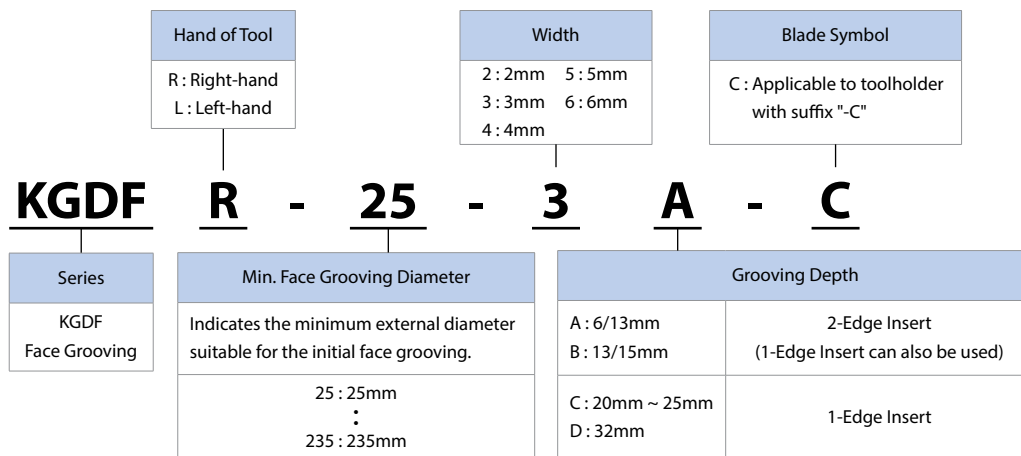 Hand of Tool
R : Right-hand
L : Left-hand
Width
2 : 2mm 5 : 5mm
3 : 3mm 6 : 6mm
4 : 4mm
Blade Symbol
C : Applicable to toolholder
with suffix "-C"
KGDF R - 25 - 3 A - C
Series
KGDF
Face Grooving
Min. Face Grooving Diameter
Indicates the minimum external diameter
suitable for the initial face grooving.
25 : 25mm
:
235 : 235mm
Grooving Depth
A : 6/13mm
B : 13/15mm
2-Edge Insert
(1-Edge Insert can also be used)
C : 20mm ~ 25mm
D : 32mm
1-Edge Insert